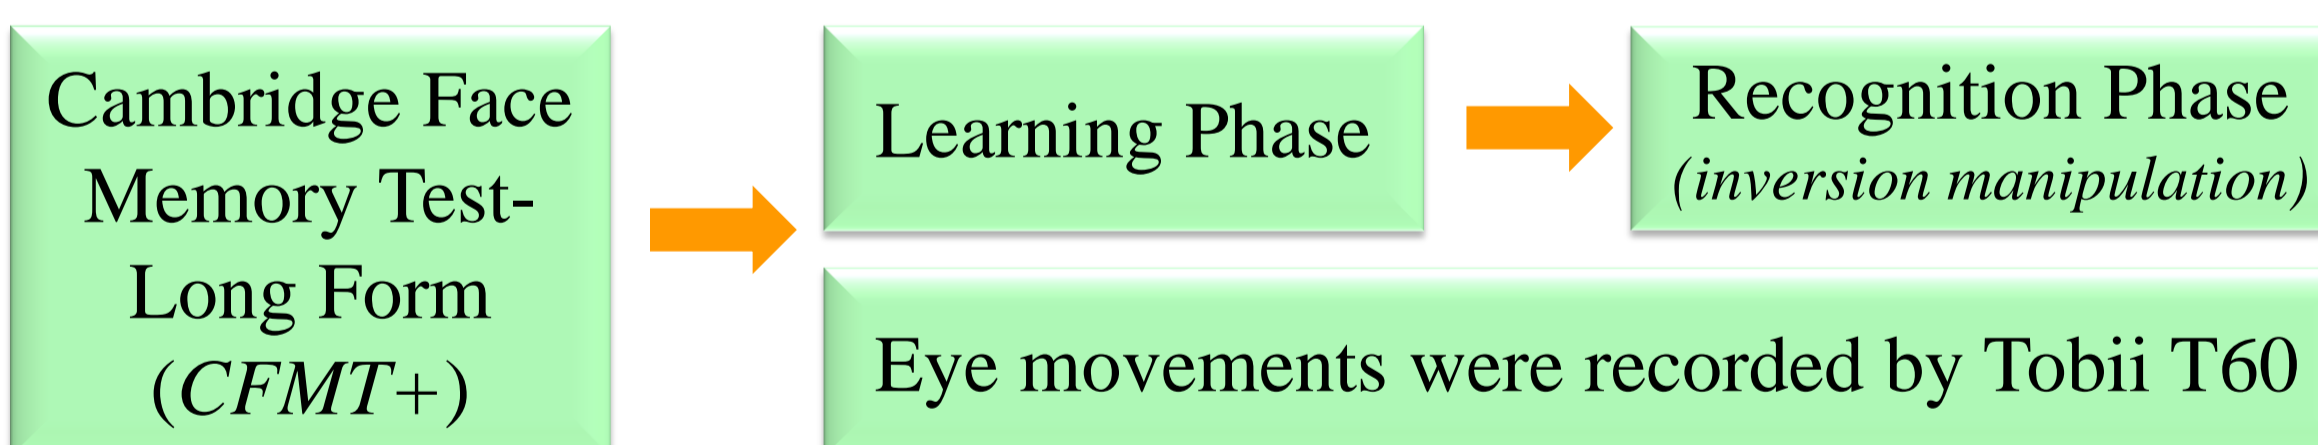 Cambridge Face
Memory Test-
Long Form
(CFMT+)
Learning Phase
Recognition Phase
(inversion manipulation)
Eye movements were recorded by Tobii T60